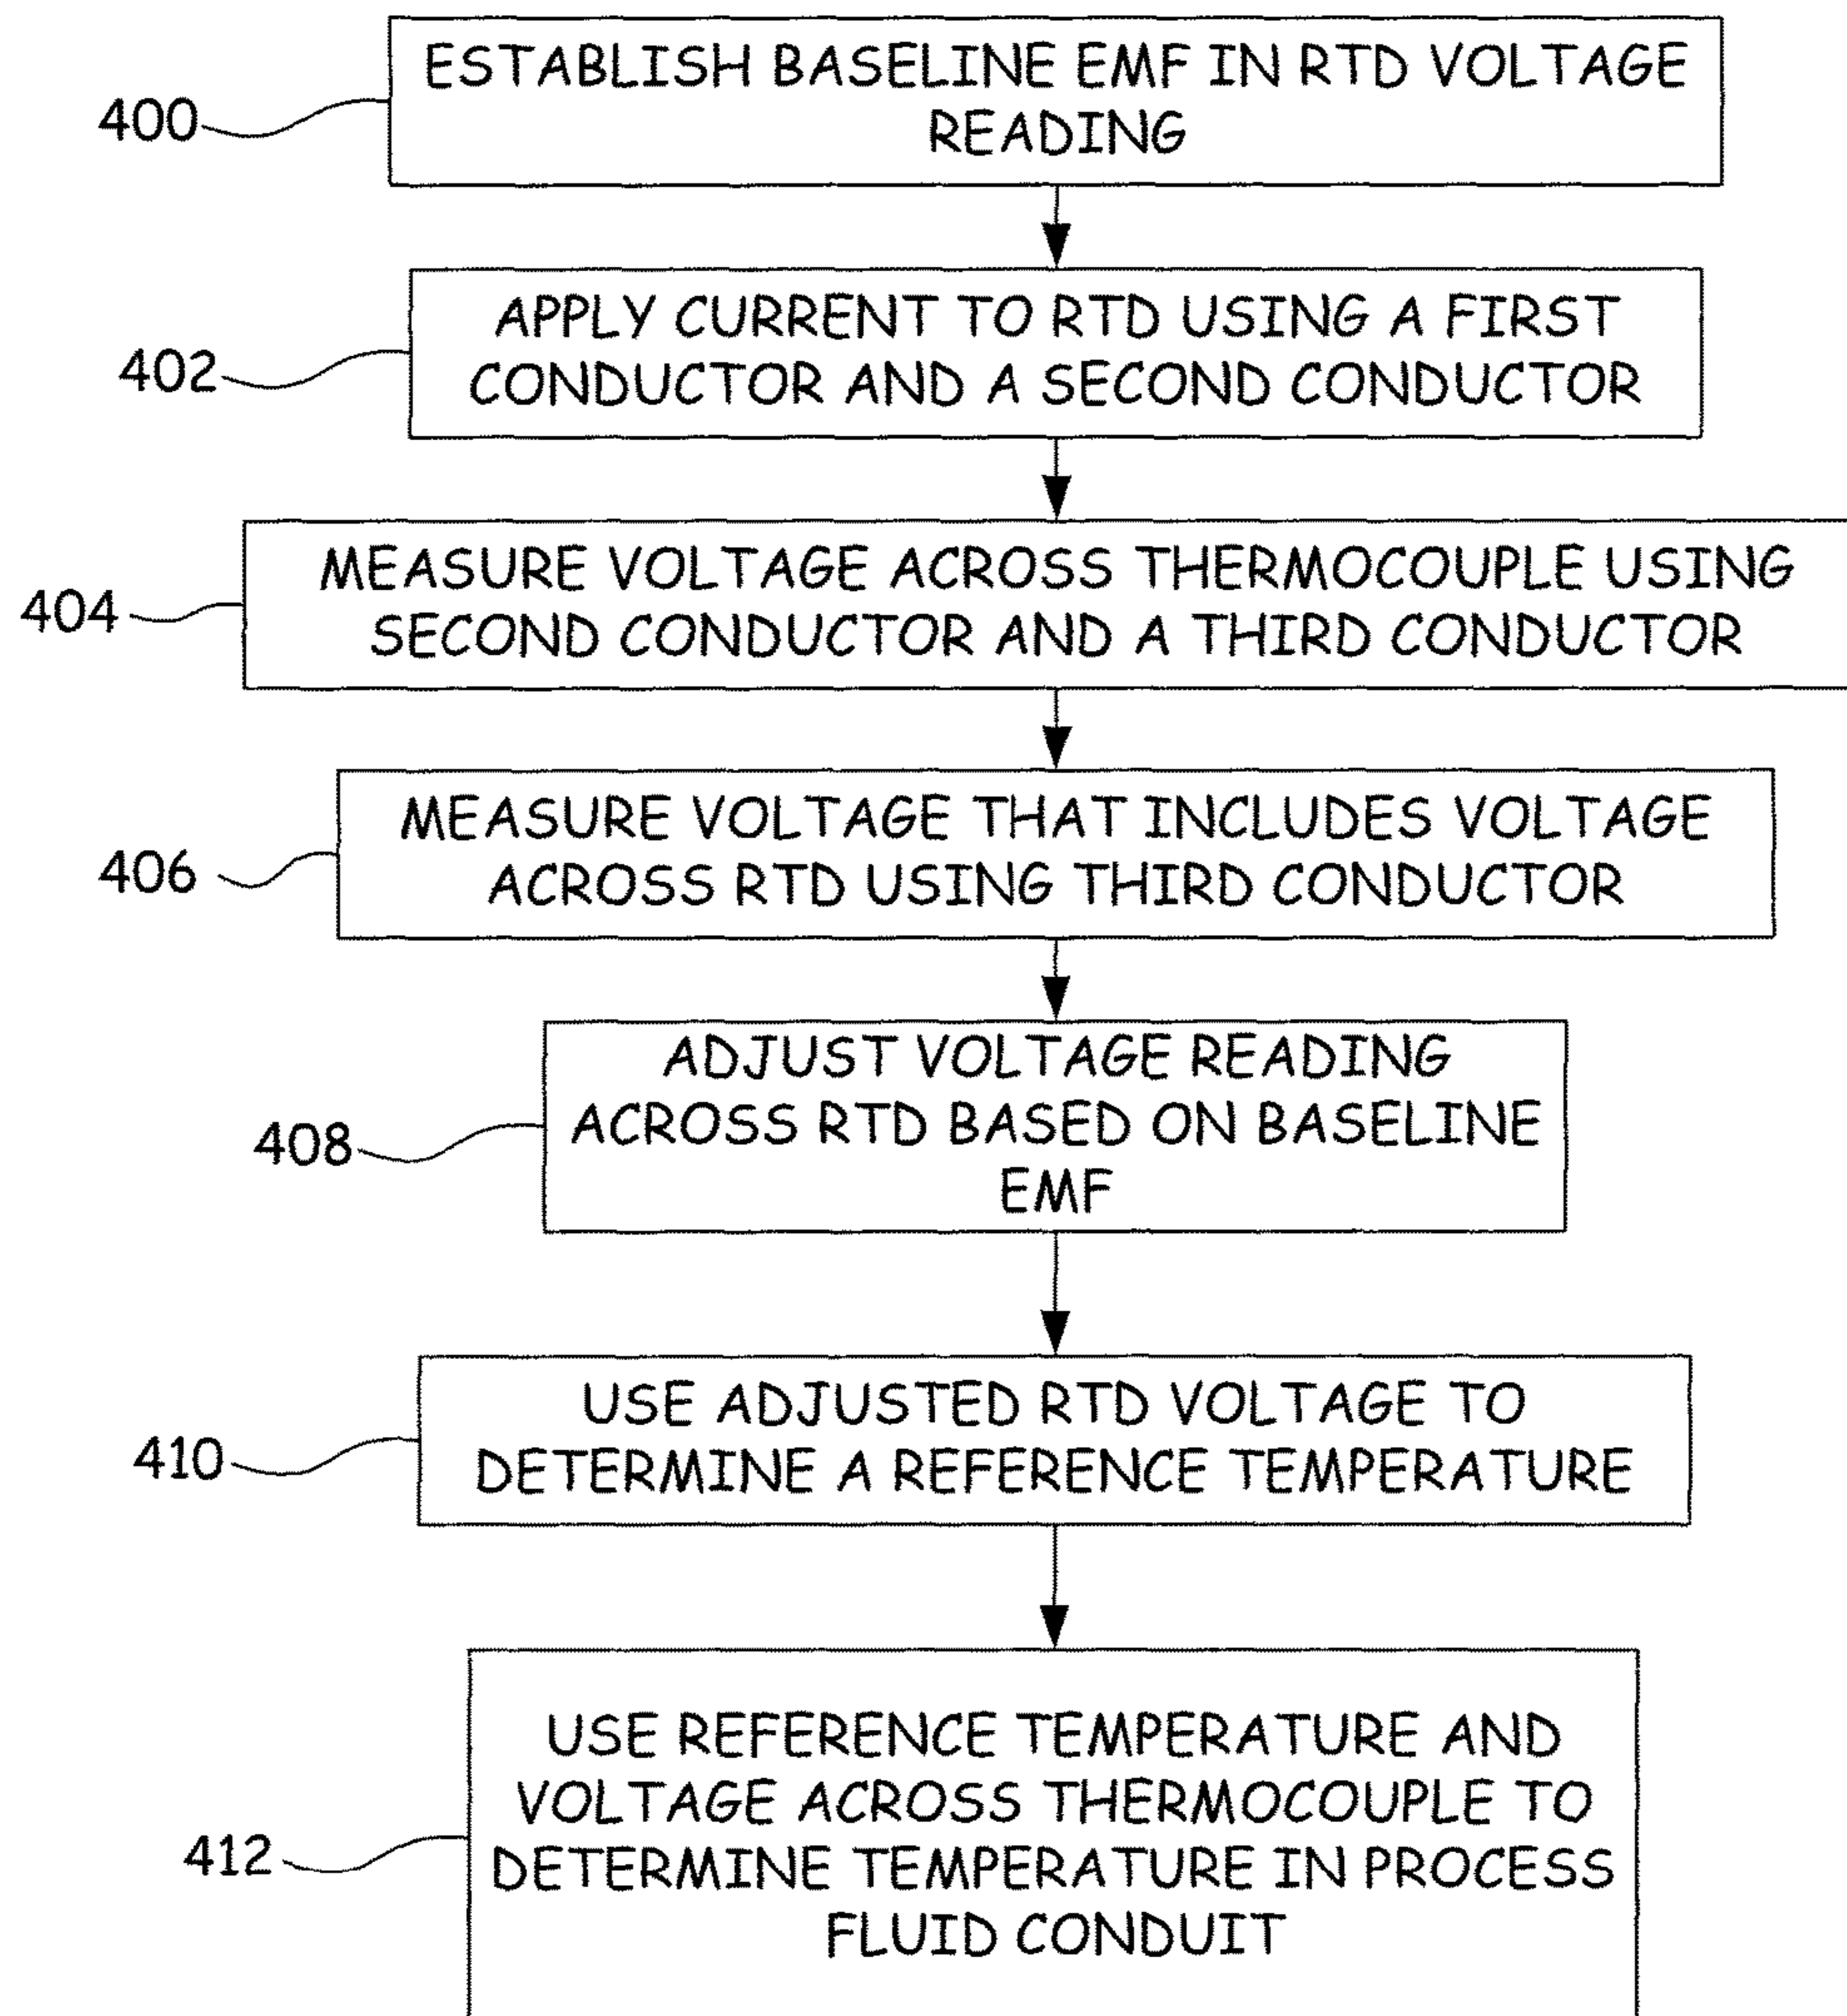 400
ESTABLISH BASELINE EMF IN RTD VOLTAGE
READING
402
APPLY CURRENT TO RTD USING A FIRST
CONDUCTOR AND A SECOND CONDUCTOR
404
MEASURE VOLTAGE ACROSS THERMOCOUPLE USING
SECOND CONDUCTOR AND A THIRD CONDUCTOR
406
MEASURE VOLTAGE THAT INCLUDES VOLTAGE
ACROSS RTD USING THIRD CONDUCTOR
408
ADJUST VOLTAGE READING
ACROSS RTD BASED ON BASELINE
EMF
410
USE ADJUSTED RTD VOLTAGE TO
DETERMINE A REFERENCE TEMPERATURE
412
USE REFERENCE TEMPERATURE AND
VOLTAGE ACROSS THERMOCOUPLE TO
DETERMINE TEMPERATURE IN PROCESS
FLUID CONDUIT